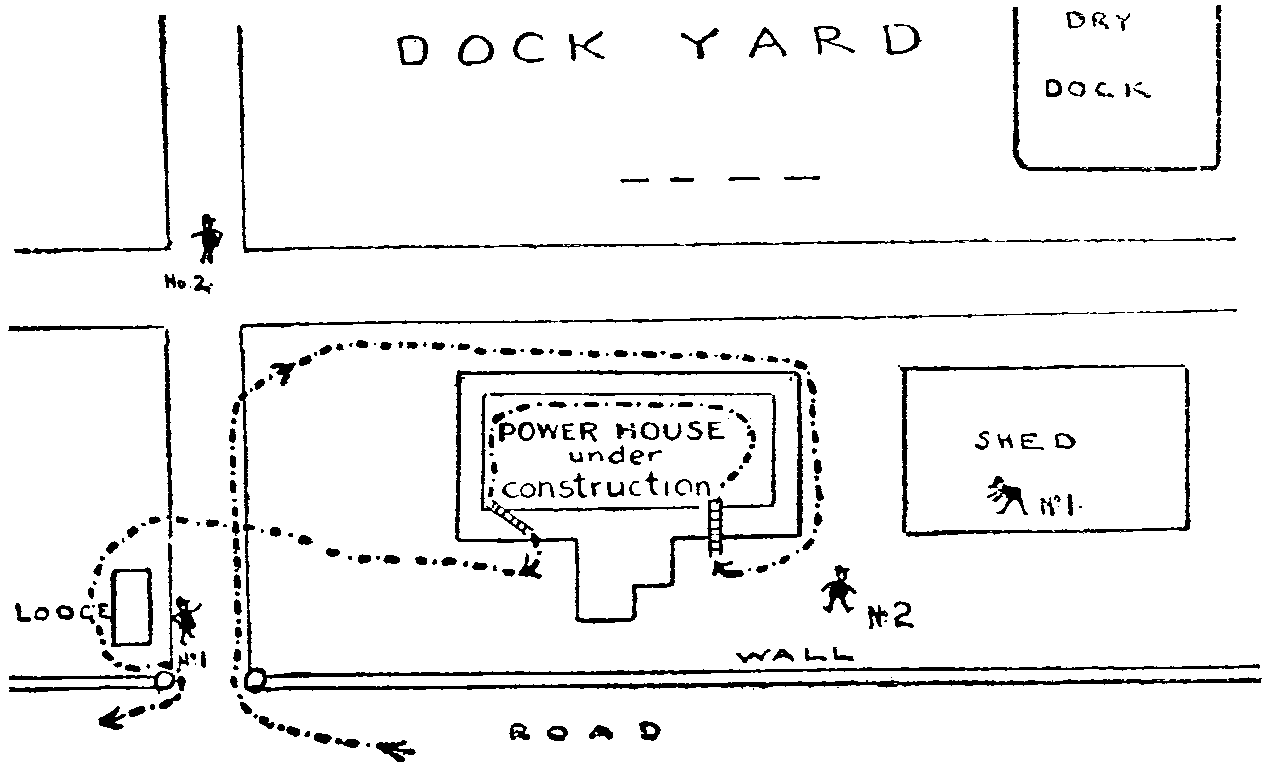 DOCK YARD
DRY
DOCK
No. 2.
POWER HOUSE
under
construction
SHED
No 1.
LODGE
No 1
No 2
WALL
ROAD